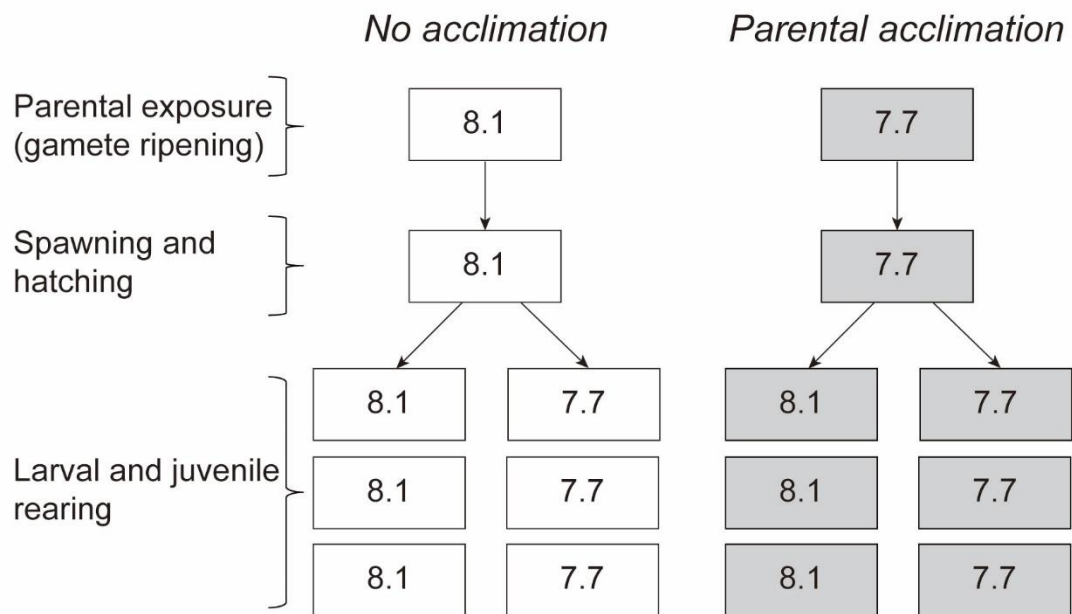 No acclimation
Parental acclimation
Parental exposure
(gamete ripening)
8.1
7.7
Spawning and
hatching
8.1
7.7
Larval and juvenile
rearing
8.1
7.7
8.1
7.7
8.1
7.7
8.1
7.7
8.1
7.7
8.1
7.7